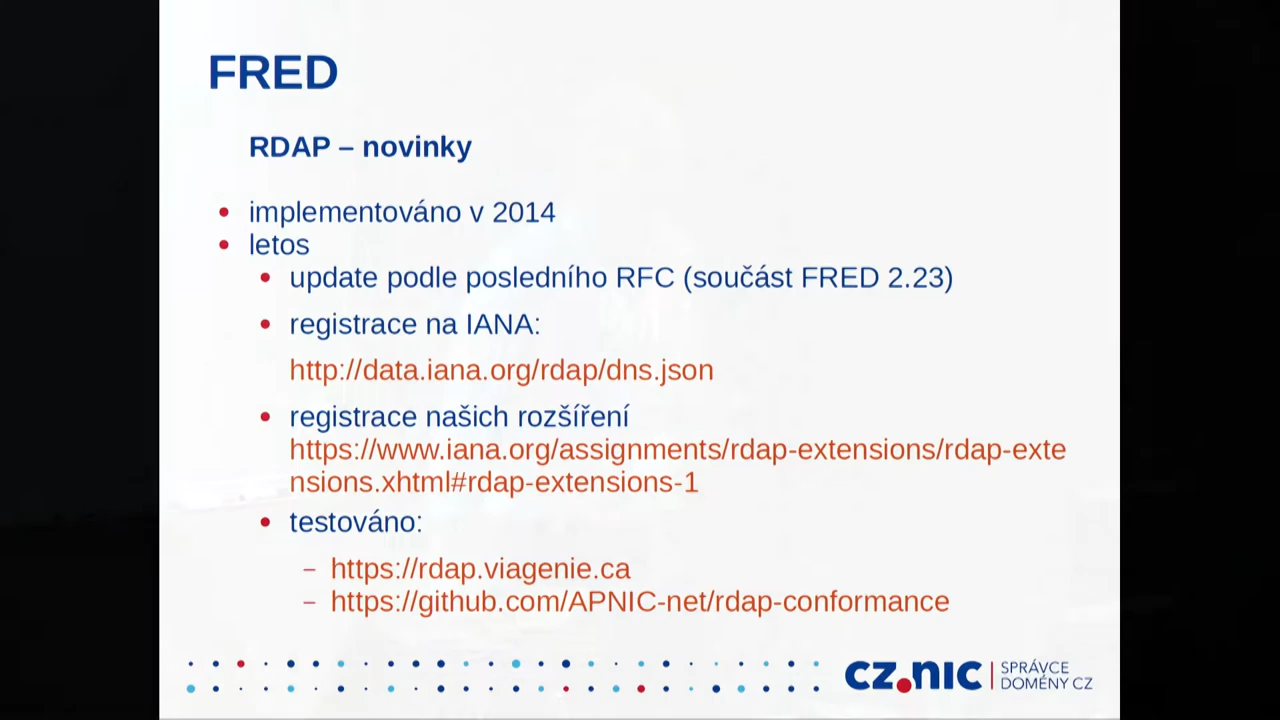 FRED
RDAP – novinky
implementováno v 2014
letos
update podle posledního RFC (součást FRED 2.23)
registrace na IANA:
http://data.iana.org/rdap/dns.json
registrace našich rozšíření
https://www.iana.org/assignments/rdap-extensions/rdap-exte
nsions.xhtml#rdap-extensions-1
testováno:
– https://rdap.viagenie.ca
– https://github.com/APNIC-net/rdap-conformance
CZ.NIC
SPRÁVCE
DOMÉNY CZ